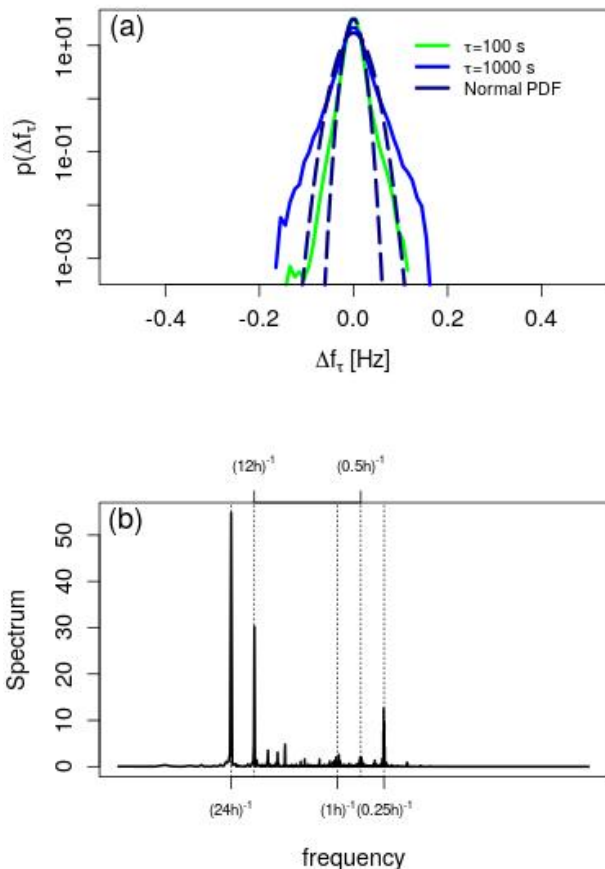 (a)
1e+01
1e-01
1e-03
p(Δfτ)
τ=100 s
τ=1000 s
Normal PDF
-0.4 -0.2 0.0 0.2 0.4
Δfτ [Hz]
(12h)-1 (0.5h)-1
(b)
50
40
30
20
10
0
Spectrum
(24h)-1 (1h)-1 (0.25h)-1
frequency